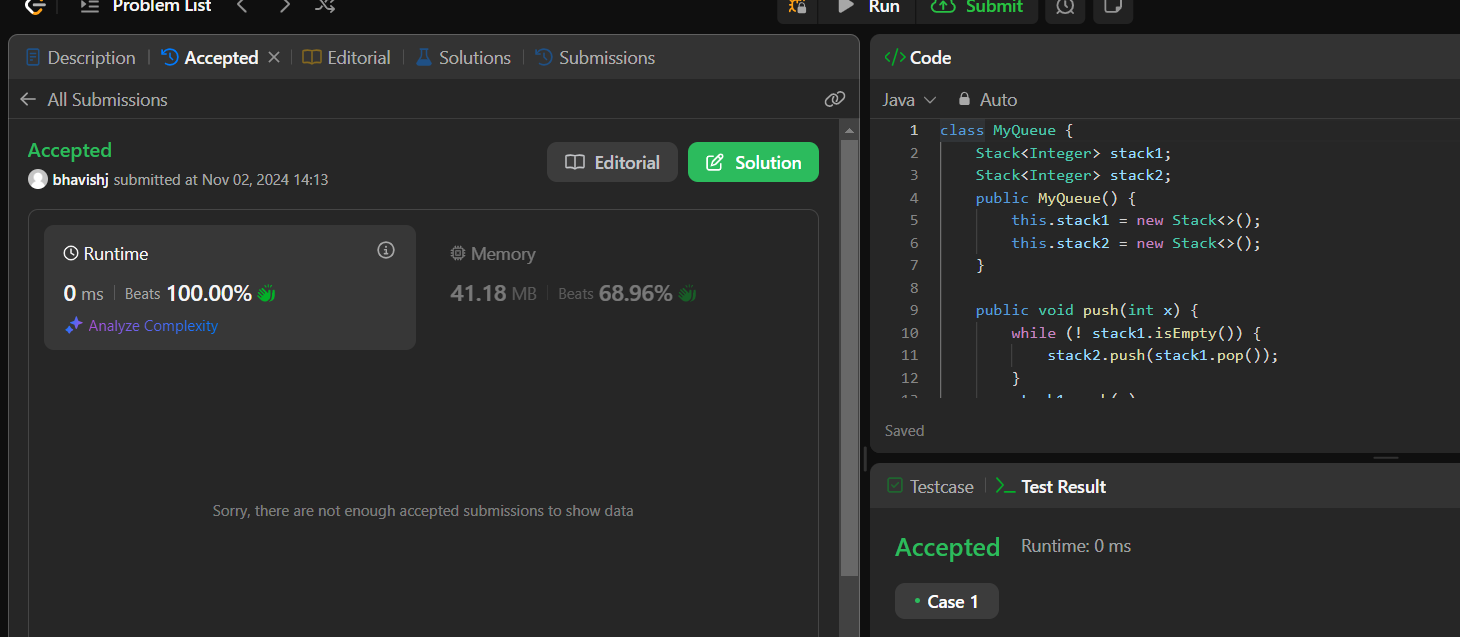 Problem List
Run
Submit
Description
Accepted
Editorial
Solutions
Submissions
All Submissions
Accepted
bhavishj submitted at Nov 02, 2024 14:13
Editorial
Solution
Runtime
0 ms
Beats 100.00%
Analyze Complexity
Memory
41.18 MB
Beats 68.96%
Sorry, there are not enough accepted submissions to show data
</> Code
Java
Auto
1 class MyQueue {
2 Stack<Integer> stack1;
3 Stack<Integer> stack2;
4 public MyQueue() {
5 this.stack1 = new Stack<>();
6 this.stack2 = new Stack<>();
7 }
8
9 public void push(int x) {
10 while (! stack1.isEmpty()) {
11 stack2.push(stack1.pop());
12 }
Saved
Testcase
Test Result
Accepted
Runtime: 0 ms
Case 1